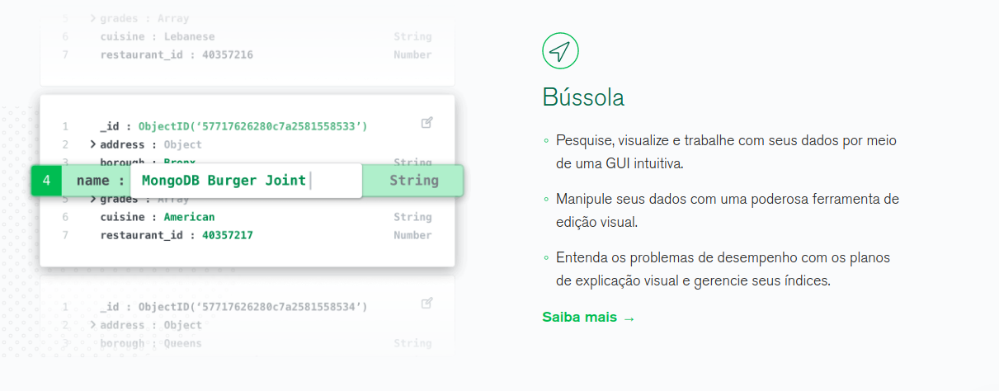 5 grades : Array
6 cuisine : Lebanese String
7 restaurant_id : 40357216 Number
1 _id : ObjectID(‘57717626280c7a2581558533’)
2 address : Object
3 borough : Bronx String
4 name : MongoDB Burger Joint String
5 grades : Array
6 cuisine : American String
7 restaurant_id : 40357217 Number
1 _id : ObjectID(‘57717626280c7a2581558534’)
2 address : Object
3 borough : Queens String
Bússola
Pesquise, visualize e trabalhe com seus dados por meio
de uma GUI intuitiva.
Manipule seus dados com uma poderosa ferramenta de
edição visual.
Entenda os problemas de desempenho com os planos
de explicação visual e gerencie seus índices.
Saiba mais →